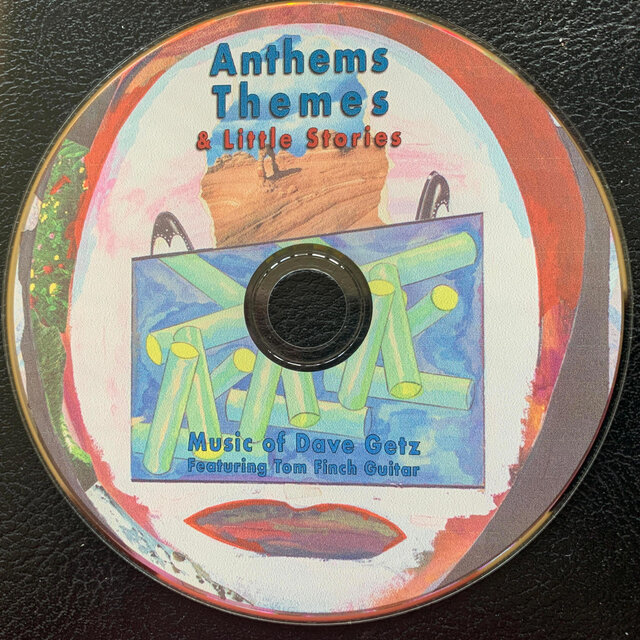 Anthems
Themes
& Little Stories
Music of Dave Getz
Featuring Tom Finch Guitar